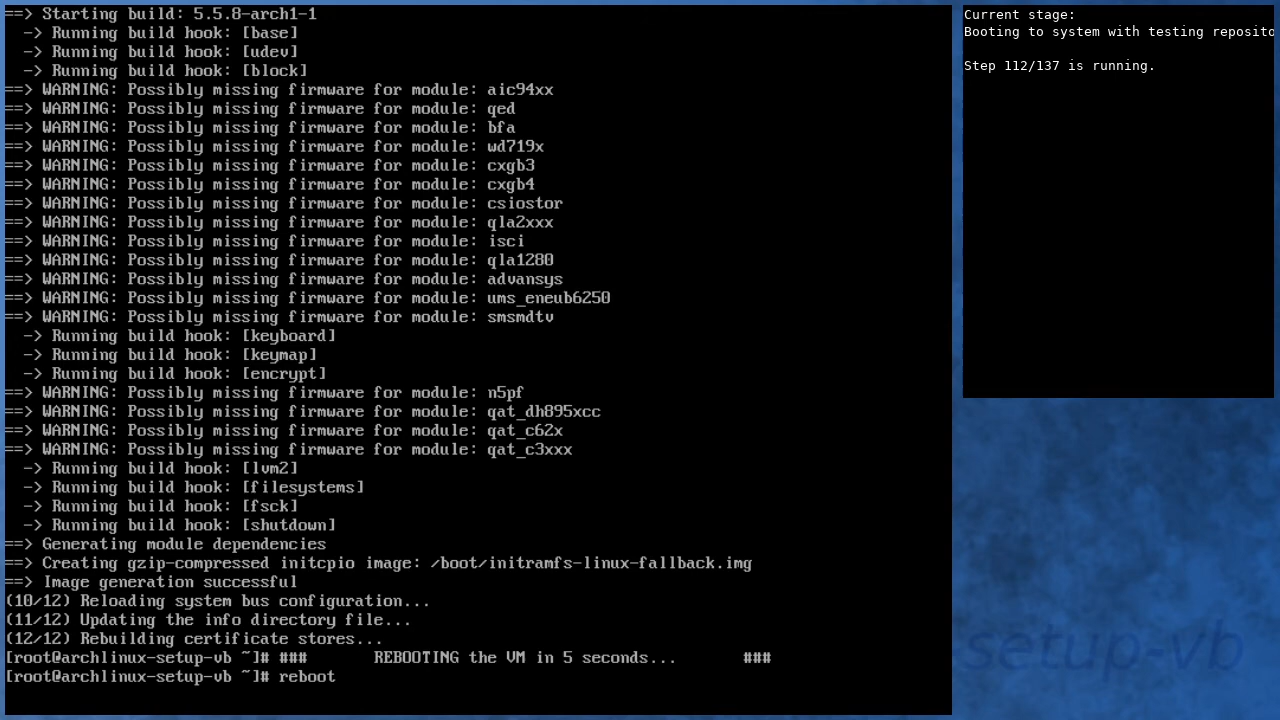 ==> Starting build: 5.5.8-arch1-1
  -> Running build hook: [base]
  -> Running build hook: [udev]
  -> Running build hook: [block]
==> WARNING: Possibly missing firmware for module: aic94xx
==> WARNING: Possibly missing firmware for module: qed
==> WARNING: Possibly missing firmware for module: bfa
==> WARNING: Possibly missing firmware for module: wd719x
==> WARNING: Possibly missing firmware for module: cxgb3
==> WARNING: Possibly missing firmware for module: cxgb4
==> WARNING: Possibly missing firmware for module: csiostor
==> WARNING: Possibly missing firmware for module: qla2xxx
==> WARNING: Possibly missing firmware for module: isci
==> WARNING: Possibly missing firmware for module: qla1280
==> WARNING: Possibly missing firmware for module: advansys
==> WARNING: Possibly missing firmware for module: ums_eneub6250
==> WARNING: Possibly missing firmware for module: smsmdtv
  -> Running build hook: [keyboard]
  -> Running build hook: [keymap]
  -> Running build hook: [encrypt]
==> WARNING: Possibly missing firmware for module: n5pf
==> WARNING: Possibly missing firmware for module: qat_dh895xcc
==> WARNING: Possibly missing firmware for module: qat_c62x
==> WARNING: Possibly missing firmware for module: qat_c3xxx
  -> Running build hook: [lvm2]
  -> Running build hook: [filesystems]
  -> Running build hook: [fsck]
  -> Running build hook: [shutdown]
==> Generating module dependencies
==> Creating gzip-compressed initcpio image: /boot/initramfs-linux-fallback.img
==> Image generation successful
(10/12) Reloading system bus configuration...
(11/12) Updating the info directory file...
(12/12) Rebuilding certificate stores...
[root@archlinux-setup-vb ~]# ###       REBOOTING the VM in 5 seconds...       ###
[root@archlinux-setup-vb ~]# reboot
Current stage:
Booting to system with testing reposito
Step 112/137 is running.
setup-vb